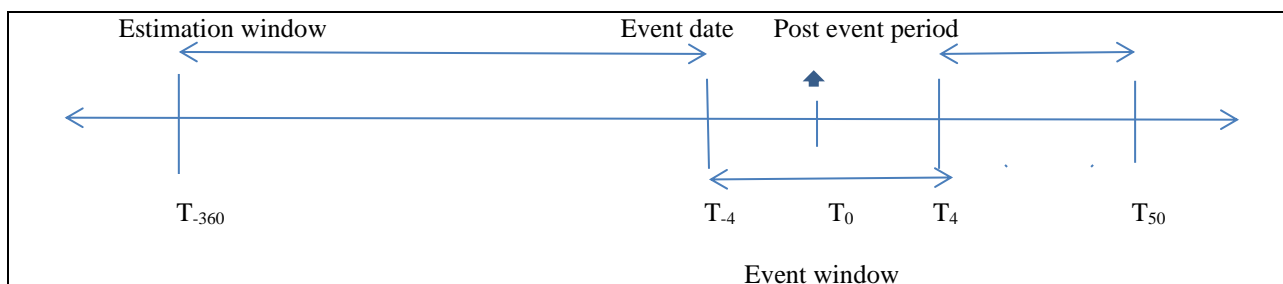 Estimation window Event date Post event period
T-360 T-4 T0 T4 T50
Event window